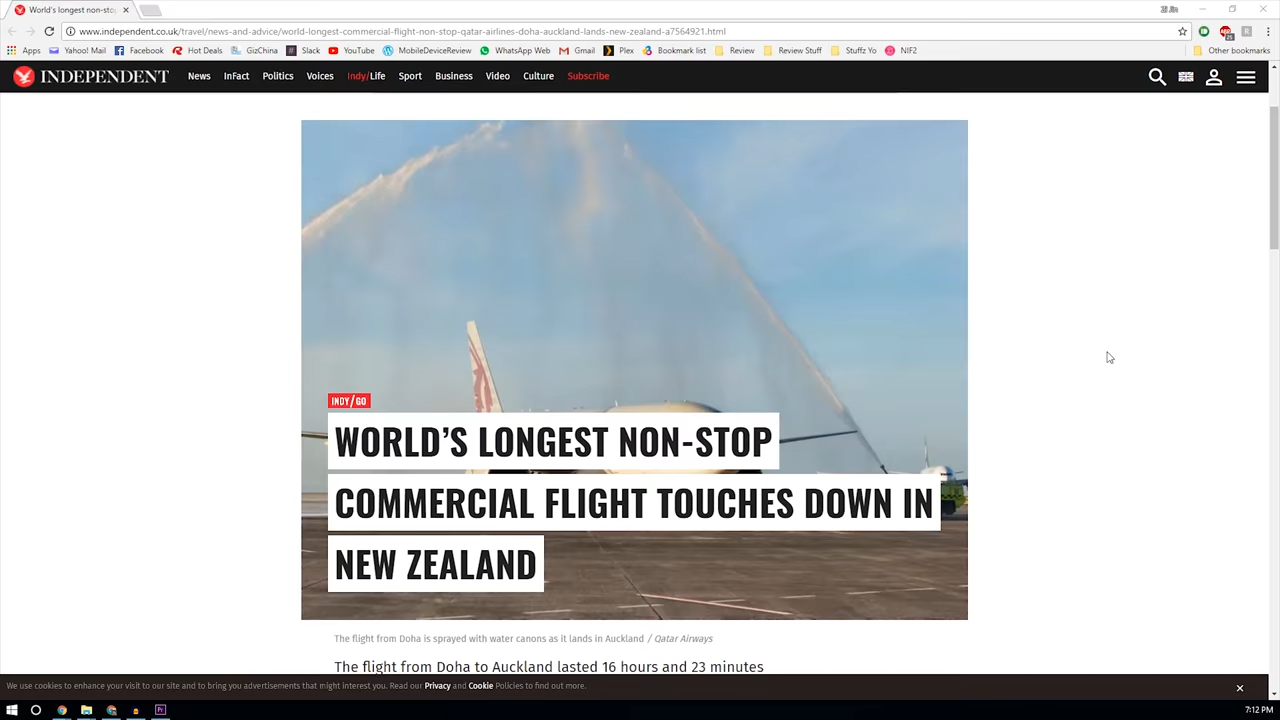 World's longest non-stop
www.independent.co.uk/travel/news-and-advice/world-longest-commercial-flight-non-stop-qatar-airlines-doha-auckland-lands-new-zealand-a7564921.html
Apps Yahoo! Mail Facebook Hot Deals GizChina Slack YouTube MobileDeviceReview WhatsApp Web Gmail Plex Bookmark list Review Review Stuff Stuffz Yo NIF2 Other bookmarks
INDEPENDENT News InFact Politics Voices Indy/Life Sport Business Video Culture Subscribe
INDY/GO
WORLD'S LONGEST NON-STOP
COMMERCIAL FLIGHT TOUCHES DOWN IN
NEW ZEALAND
The flight from Doha is sprayed with water canons as it lands in Auckland / Qatar Airways
The flight from Doha to Auckland lasted 16 hours and 23 minutes
We use cookies to enhance your visit to our site and to bring you advertisements that might interest you. Read our Privacy and Cookie Policies to find out more.
7:12 PM